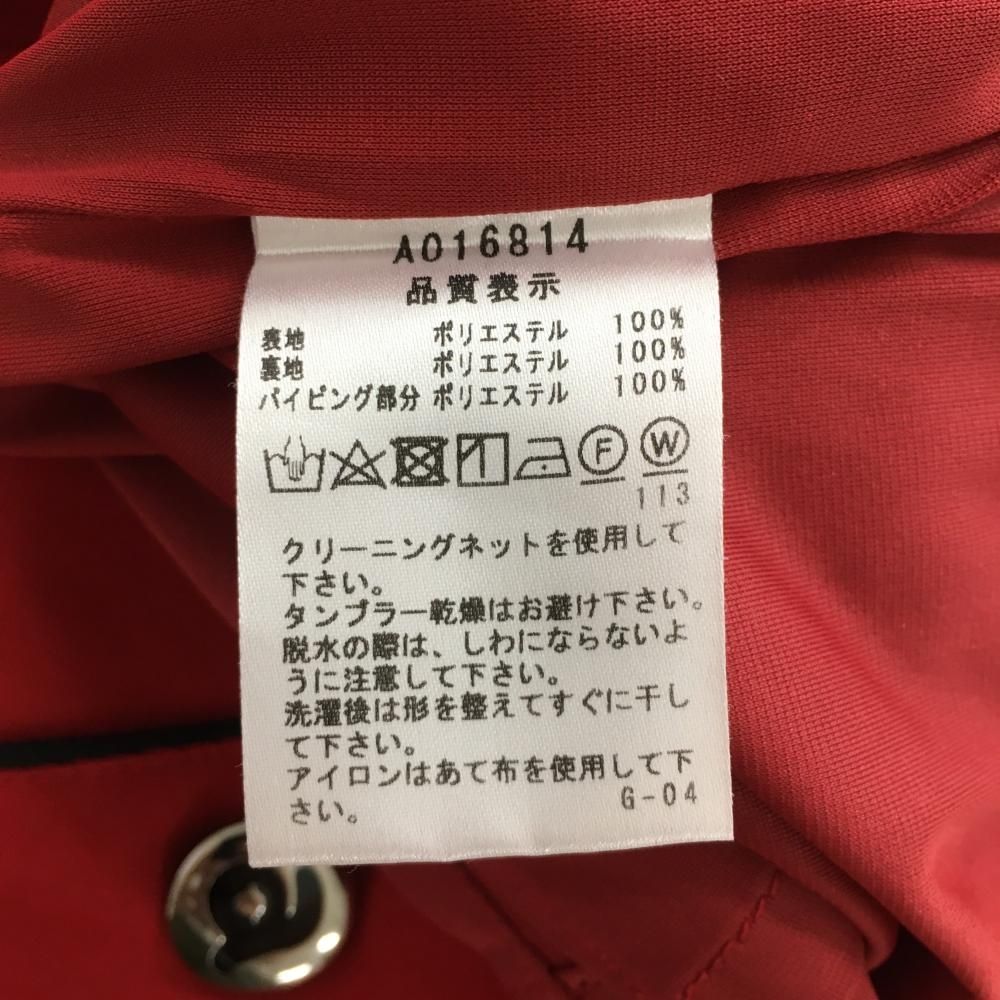 A016814
品質表示
表地 ポリエステル 100%
裏地 ポリエステル 100%
パイピング部分 ポリエステル 100%
F W
113
クリーニングネットを使用して
下さい。
タンブラー乾燥はお避け下さい。
脱水の際は、しわにならないよ
うに注意して下さい。
洗濯後は形を整えてすぐに干し
て下さい。
アイロンはあて布を使用して下
さい。 G-04